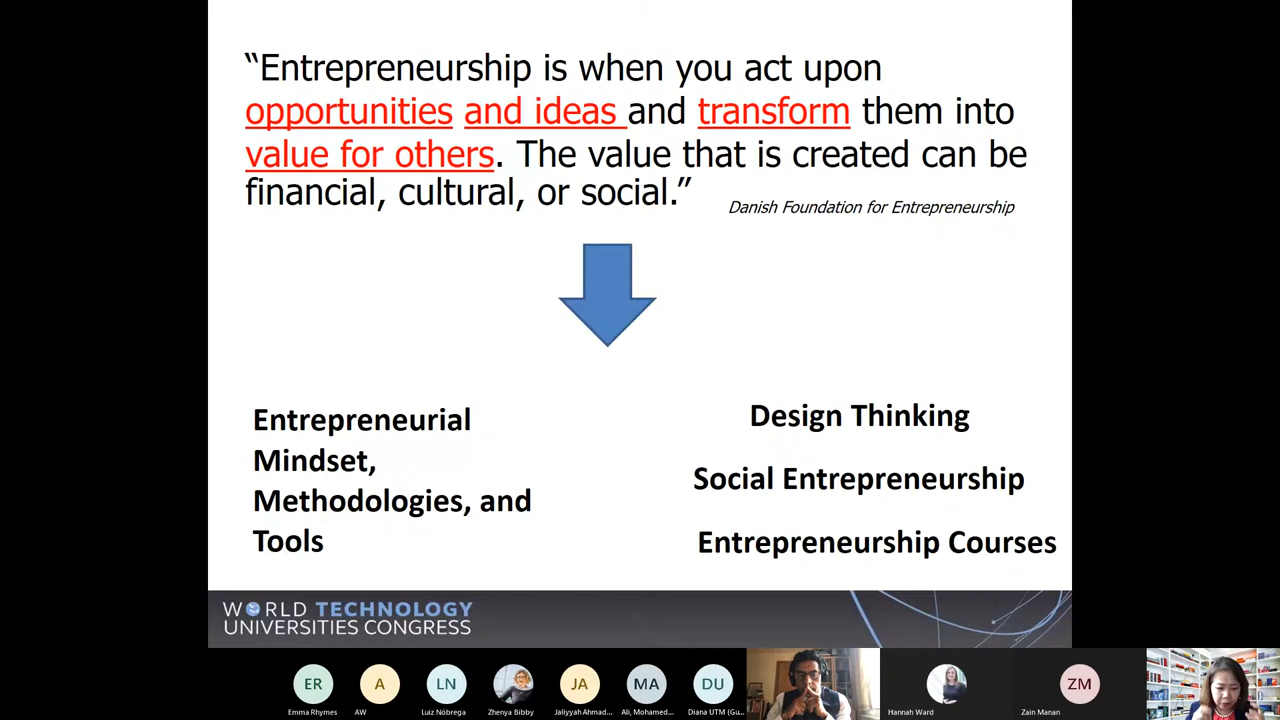 “Entrepreneurship is when you act upon
opportunities and ideas and transform them into
value for others. The value that is created can be
financial, cultural, or social.”
Danish Foundation for Entrepreneurship
Entrepreneurial
Mindset,
Methodologies, and
Tools
Design Thinking
Social Entrepreneurship
Entrepreneurship Courses
WORLD TECHNOLOGY
UNIVERSITIES CONGRESS
ER
A
LN
JA
MA
DU
ZM
Emma Rhymes
AW
Luiz Nóbrega
Zhenya Bibby
Jaliyyah Ahmad...
Ali, Mohamed...
Diana UTM (Gu...
Hannah Ward
Zain Manan